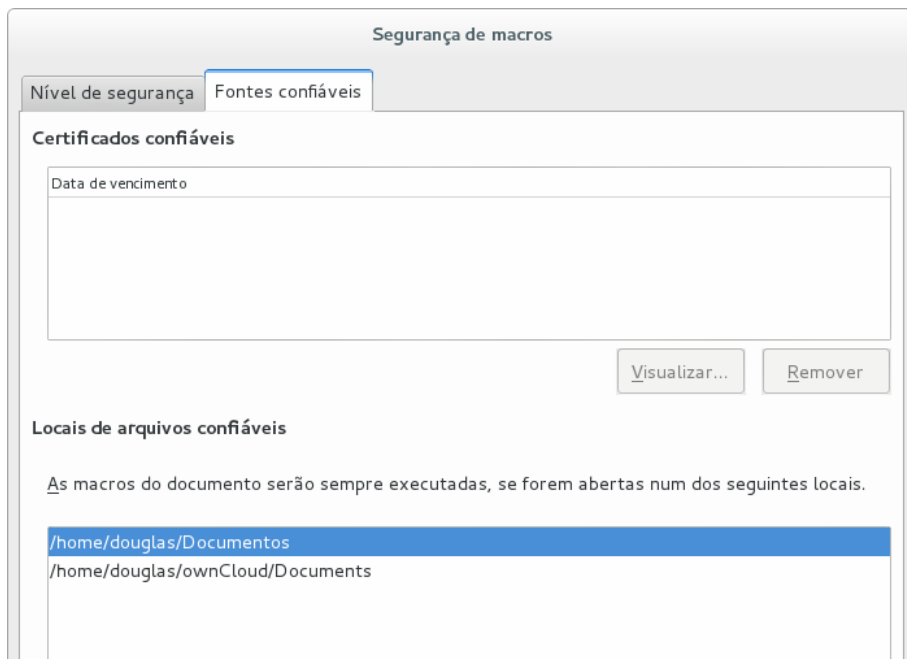 Segurança de macros
Nível de segurança
Fontes confiáveis
Certificados confiáveis
Data de vencimento
Visualizar...
Remover
Locais de arquivos confiáveis
As macros do documento serão sempre executadas, se forem abertas num dos seguintes locais.
/home/douglas/Documentos
/home/douglas/ownCloud/Documents